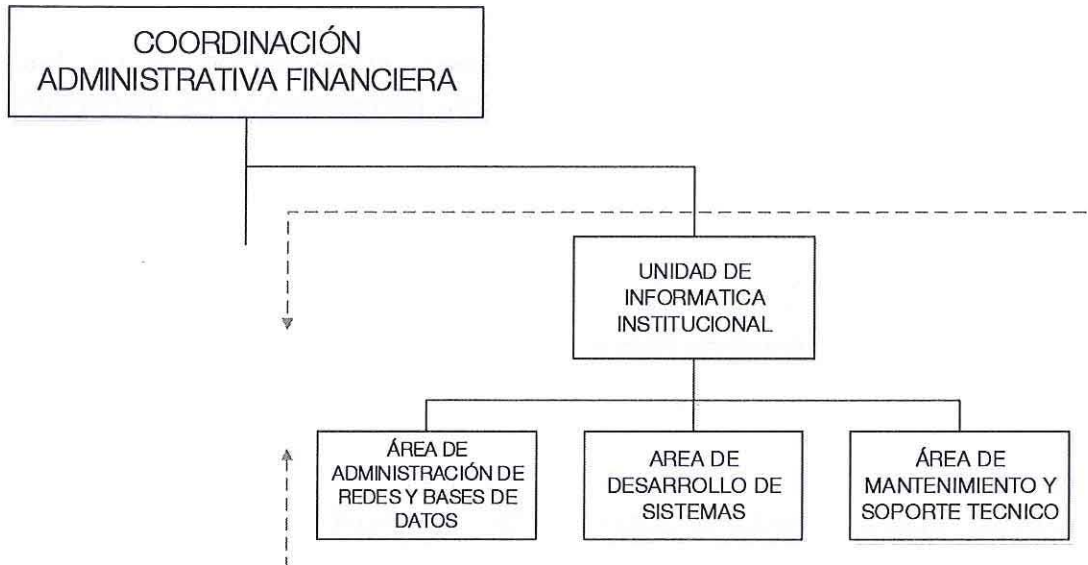 COORDINACIÓN
ADMINISTRATIVA FINANCIERA
UNIDAD DE
INFORMATICA
INSTITUCIONAL
ÁREA DE
ADMINISTRACIÓN DE
REDES Y BASES DE
DATOS
AREA DE
DESARROLLO DE
SISTEMAS
ÁREA DE
MANTENIMIENTO Y
SOPORTE TECNICO